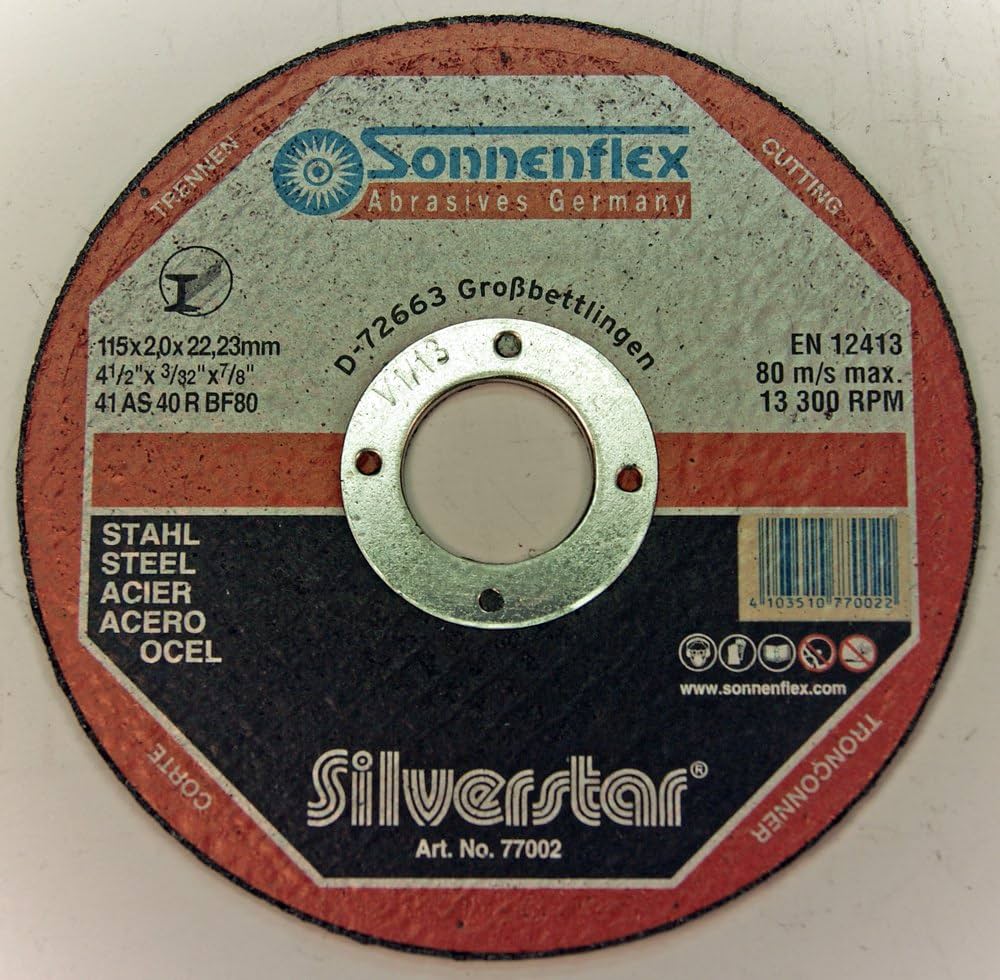 Sonnenflex
Abrasives Germany
TRENNEN
CUTTING
D-72663 Großbettlingen
V1/13
115x2,0x22,23mm
4 1/2"x 3/32"x7/8"
41 AS 40 R BF80
EN 12413
80 m/s max.
13 300 RPM
STAHL
STEEL
ACIER
ACERO
OCEL
4 103510 770022
www.sonnenflex.com
Silverstar®
Art. No. 77002
CORTE
TRONÇONNER